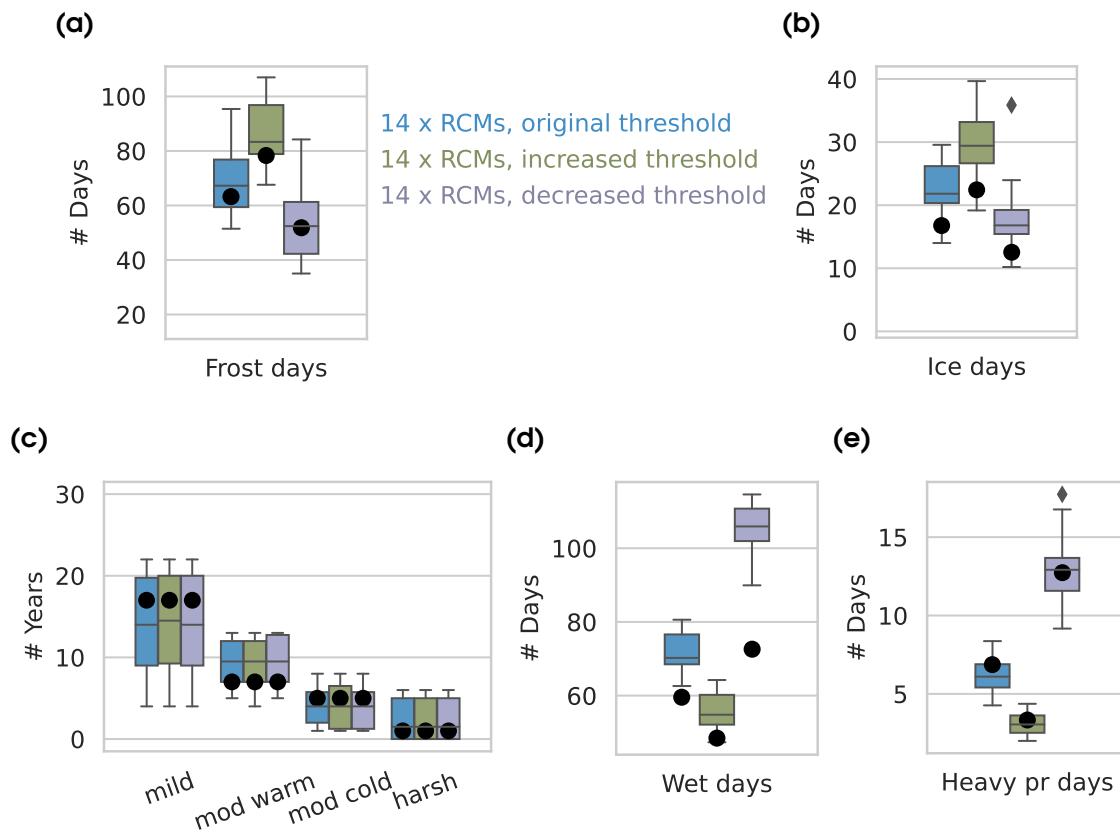 (a)
100
80
60
40
20
# Days
Frost days
14 x RCMs, original threshold
14 x RCMs, increased threshold
14 x RCMs, decreased threshold
(b)
40
30
20
10
0
# Days
Ice days
(c)
30
20
10
0
# Years
mild
mod warm
mod cold
harsh
(d)
100
80
60
# Days
Wet days
(e)
15
10
5
# Days
Heavy pr days